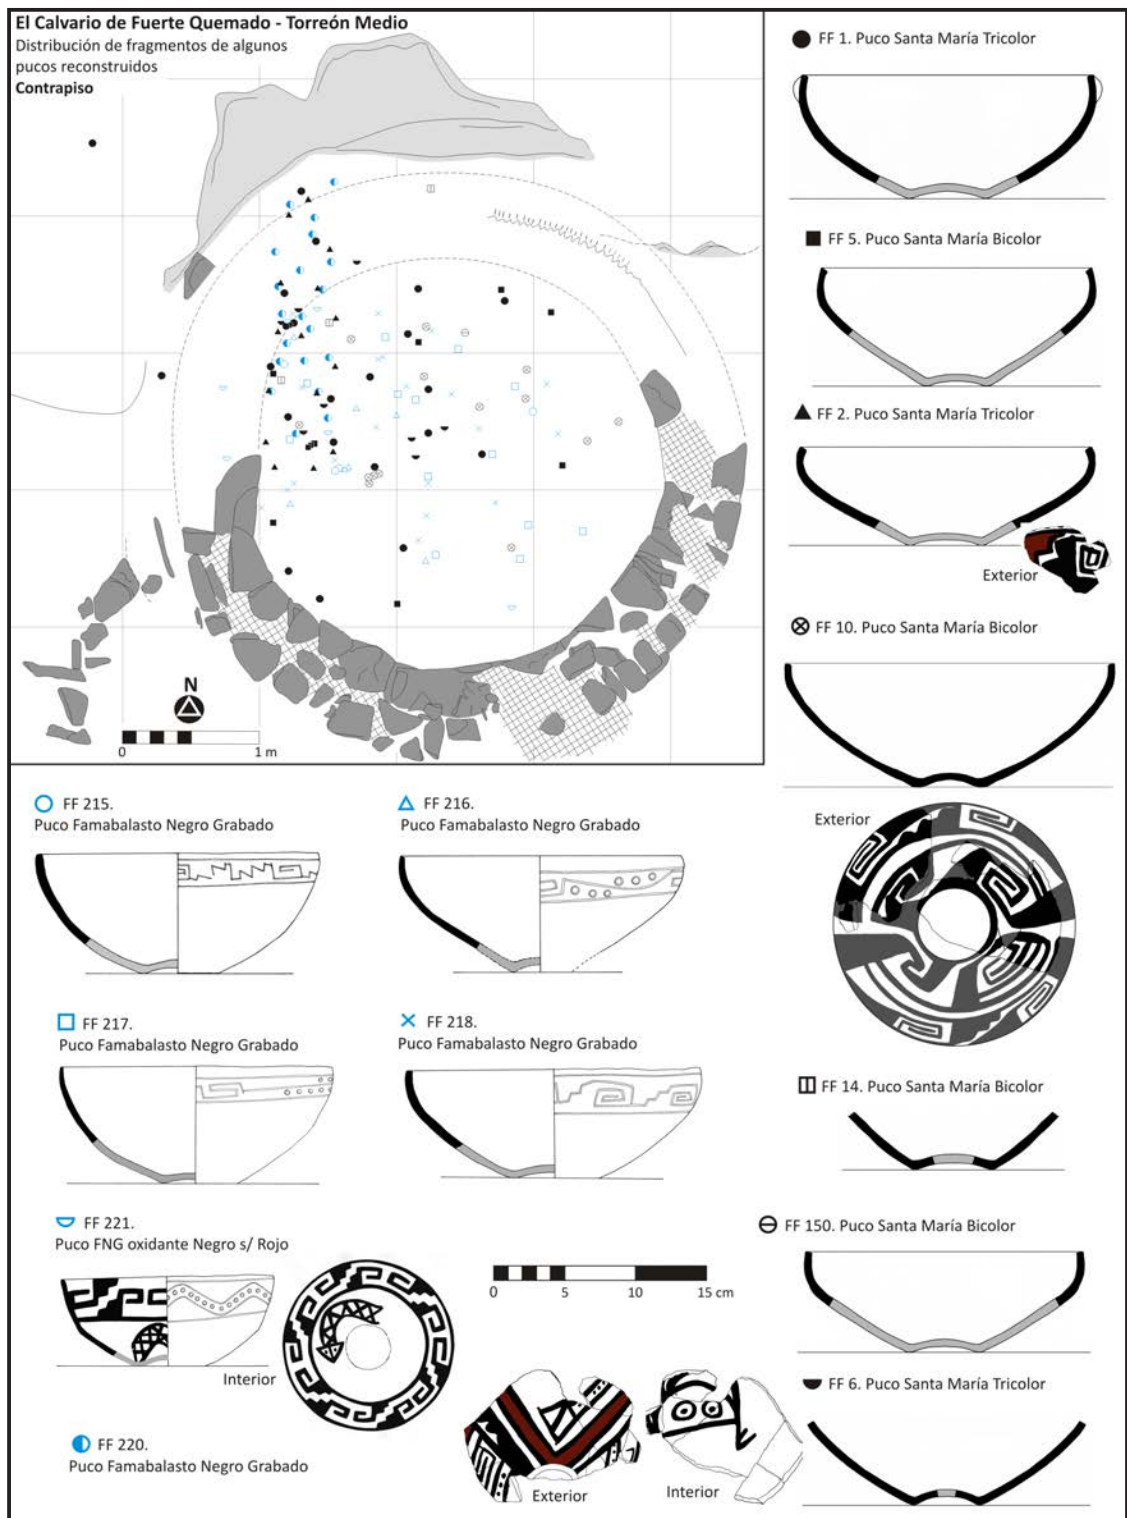 El Calvario de Fuerte Quemado - Torreón Medio
Distribución de fragmentos de algunos
pucos reconstruidos
Contrapiso
N
0 1 m
FF 1. Puco Santa María Tricolor
FF 5. Puco Santa María Bicolor
FF 2. Puco Santa María Tricolor
Exterior
FF 10. Puco Santa María Bicolor
Exterior
FF 14. Puco Santa María Bicolor
FF 150. Puco Santa María Bicolor
FF 6. Puco Santa María Tricolor
FF 215.
Puco Famabalasto Negro Grabado
FF 216.
Puco Famabalasto Negro Grabado
FF 217.
Puco Famabalasto Negro Grabado
FF 218.
Puco Famabalasto Negro Grabado
FF 221.
Puco FNG oxidante Negro s/ Rojo
Interior
0 5 10 15 cm
FF 220.
Puco Famabalasto Negro Grabado
Exterior
Interior